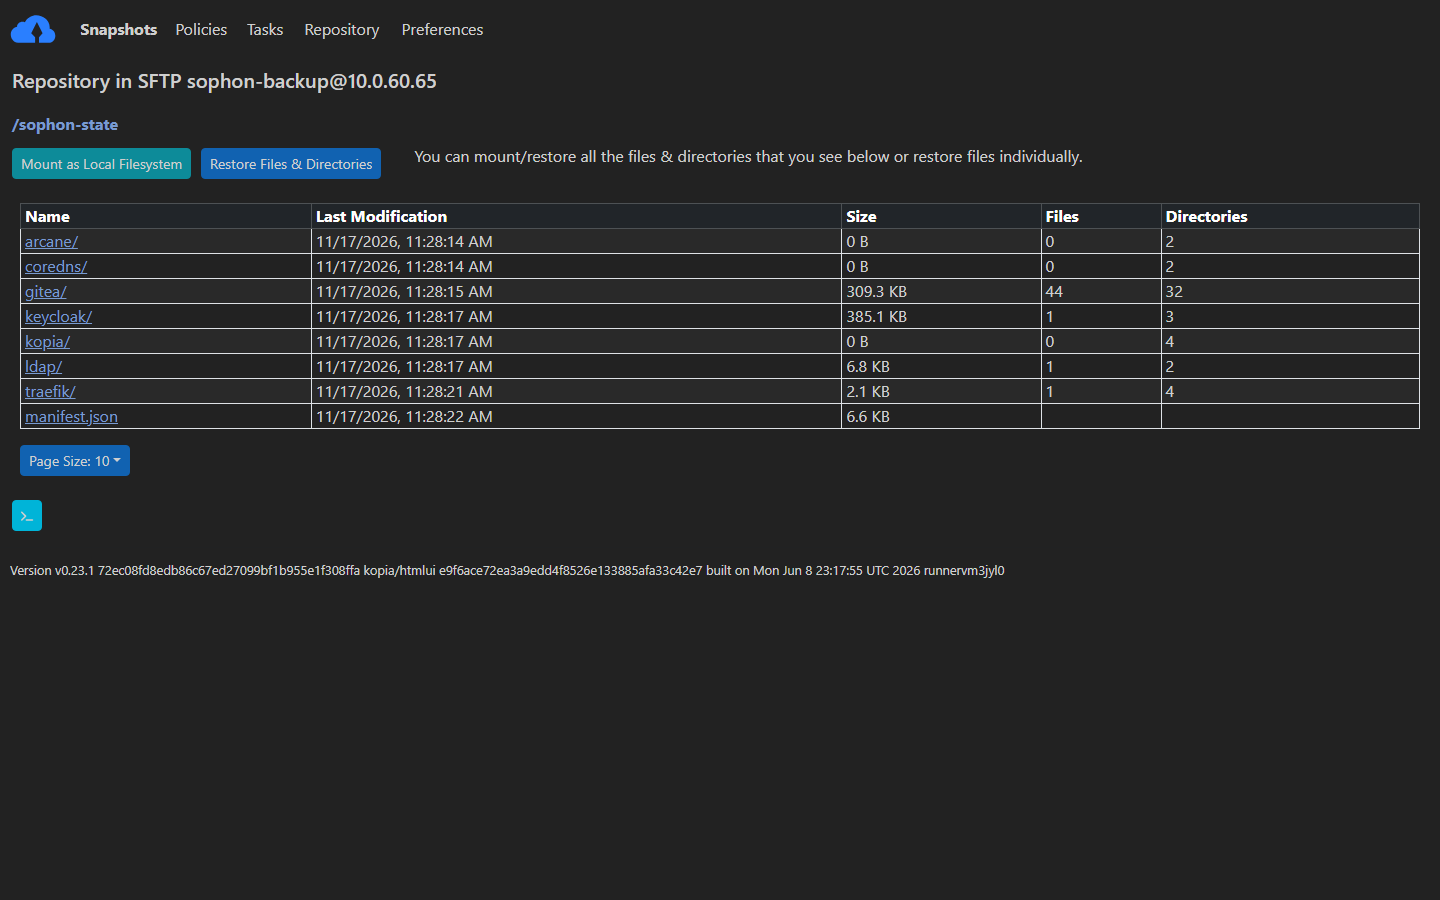 Snapshots Policies Tasks Repository Preferences
Repository in SFTP sophon-backup@10.0.60.65
/sophon-state
Mount as Local Filesystem Restore Files & Directories You can mount/restore all the files & directories that you see below or restore files individually.
Name Last Modification Size Files Directories
arcane/ 11/17/2026, 11:28:14 AM 0 B 0 2
coredns/ 11/17/2026, 11:28:14 AM 0 B 0 2
gitea/ 11/17/2026, 11:28:15 AM 309.3 KB 44 32
keycloak/ 11/17/2026, 11:28:17 AM 385.1 KB 1 3
kopia/ 11/17/2026, 11:28:17 AM 0 B 0 4
ldap/ 11/17/2026, 11:28:17 AM 6.8 KB 1 2
traefik/ 11/17/2026, 11:28:21 AM 2.1 KB 1 4
manifest.json 11/17/2026, 11:28:22 AM 6.6 KB
Page Size: 10
Version v0.23.1 72ec08fd8edb86c67ed27099bf1b955e1f308ffa kopia/htmlui e9f6ace72ea3a9edd4f8526e133885afa33c42e7 built on Mon Jun 8 23:17:55 UTC 2026 runnervm3jyl0